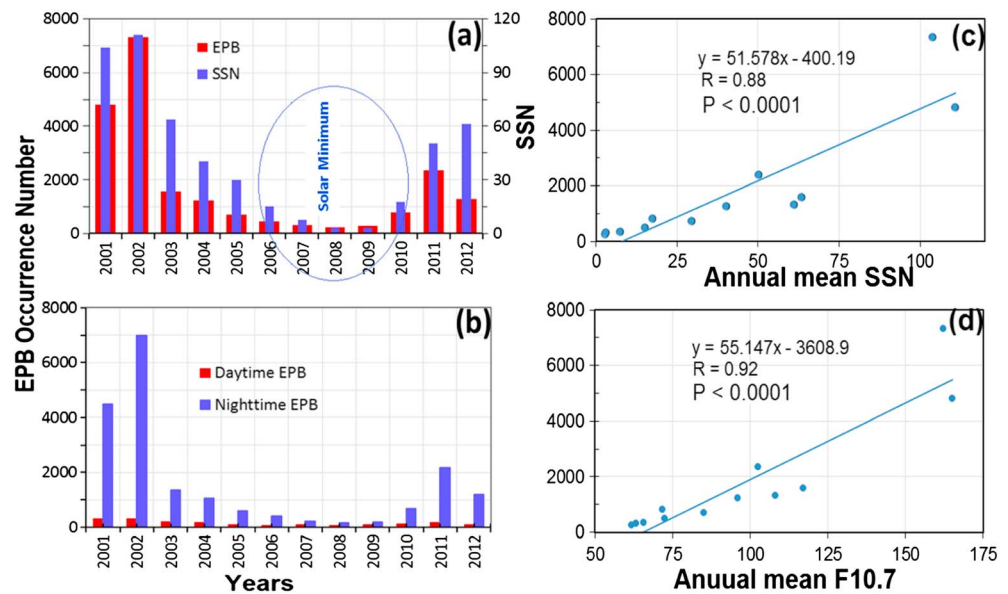 8000
6000
4000
2000
0
120
90
60
30
0
(a)
EPB
SSN
Solar Minimum
SSN
2001 2002 2003 2004 2005 2006 2007 2008 2009 2010 2011 2012
EPB Occurrence Number
8000
6000
4000
2000
0
(b)
Daytime EPB
Nighttime EPB
2001 2002 2003 2004 2005 2006 2007 2008 2009 2010 2011 2012
Years
8000
6000
4000
2000
0
(c)
y = 51.578x - 400.19
R = 0.88
P < 0.0001
0 25 50 75 100
Annual mean SSN
8000
6000
4000
2000
0
(d)
y = 55.147x - 3608.9
R = 0.92
P < 0.0001
50 75 100 125 150 175
Anuual mean F10.7